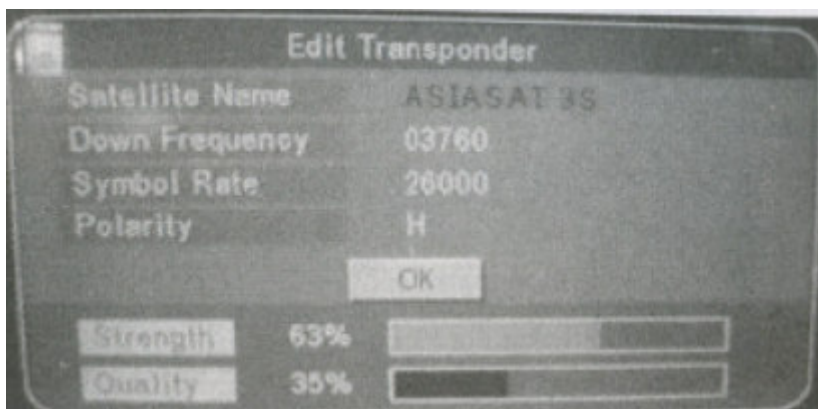 Edit Transponder
Satellite Name ASIASAT 3S
Down Frequency 03760
Symbol Rate 26000
Polarity H
OK
Strength 63%
Quality 35%